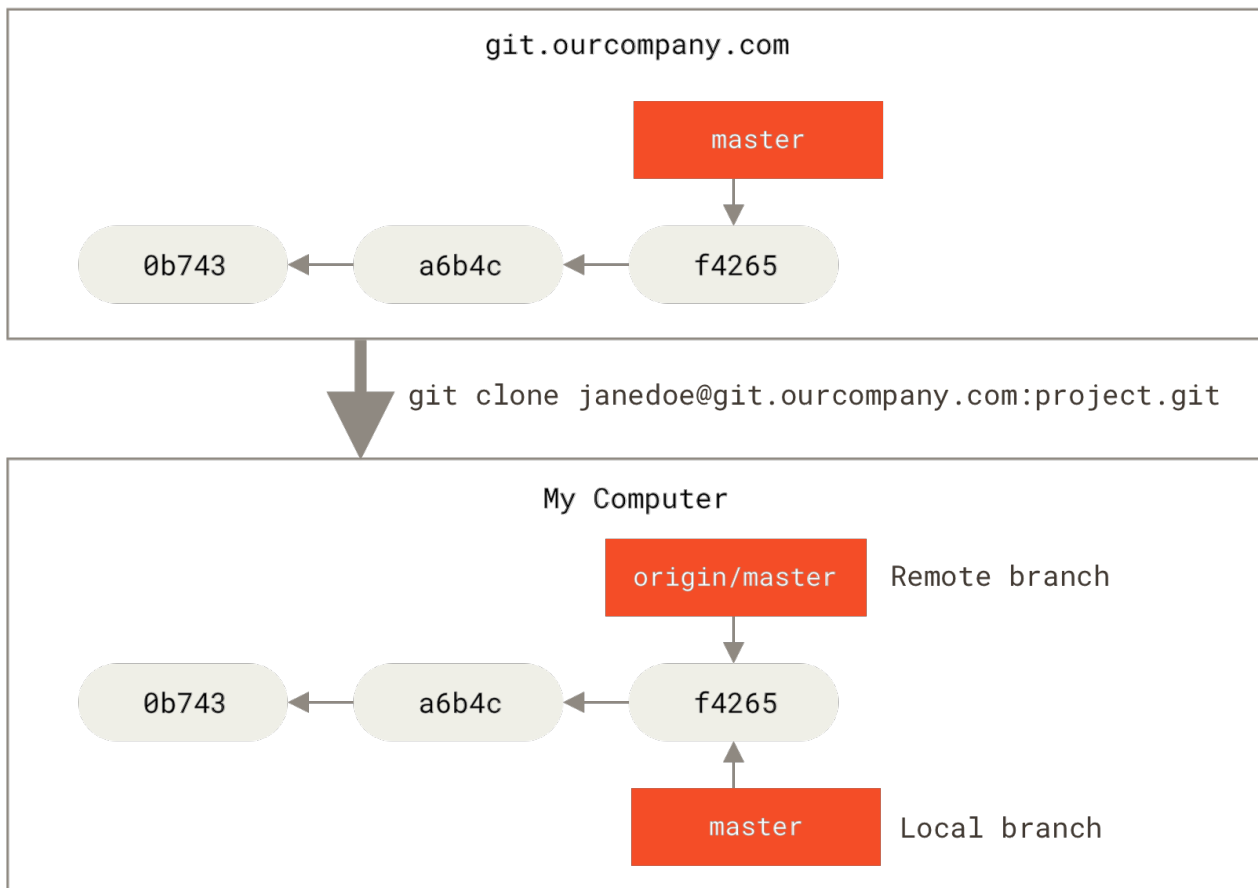 git.ourcompany.com
master
0b743 a6b4c f4265
git clone janedoe@git.ourcompany.com:project.git
My Computer
origin/master Remote branch
0b743 a6b4c f4265
master Local branch